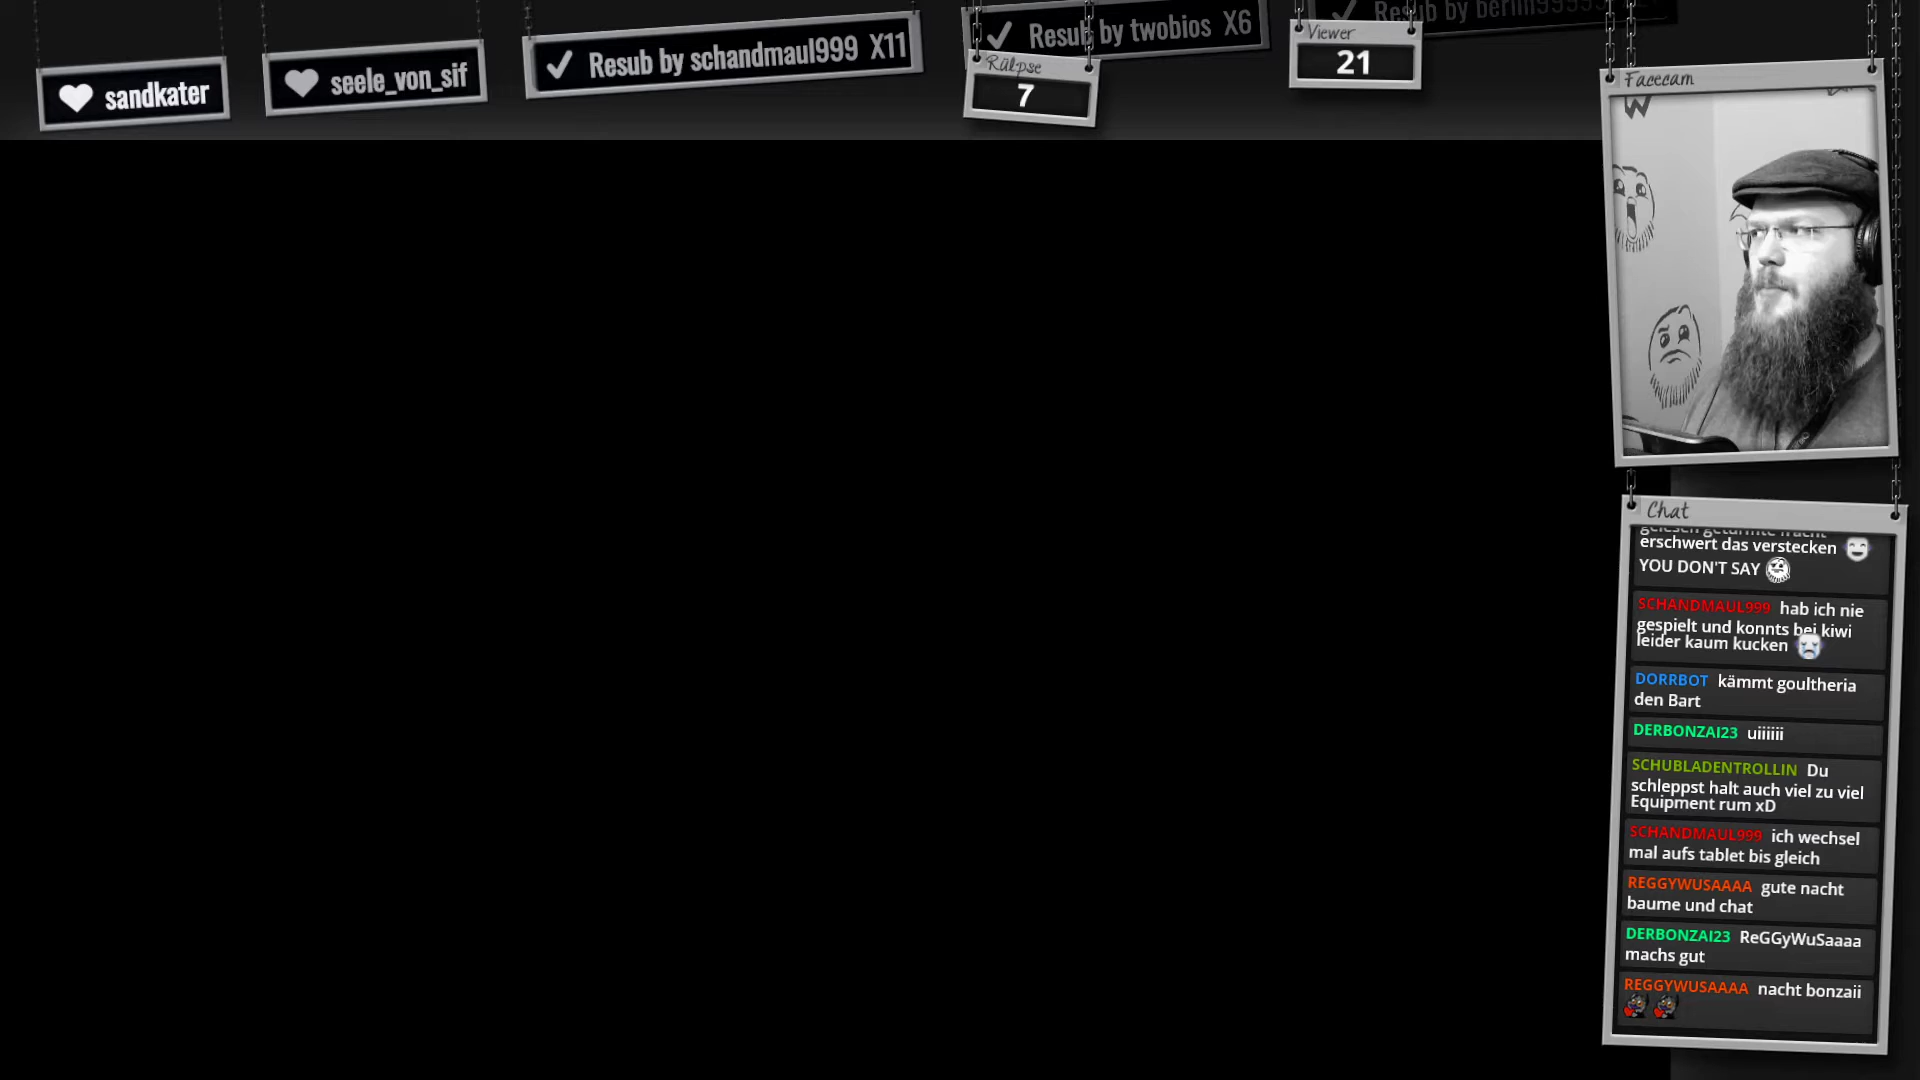 sandkater
seele_von_sif
Resub by schandmaul999 X11
Resub by twobios X6
Resub by
Rülpse
7
Viewer
21
Facecam
W
Chat
erschwert das verstecken
YOU DON'T SAY
SCHANDMAUL999 hab ich nie
gespielt und konnts bei kiwi
leider kaum kucken
DORRBOT kämmt goultheria
den Bart
DERBONZAI23 uiiiiii
SCHUBLADENTROLLIN Du
schleppst halt auch viel zu viel
Equipment rum xD
SCHANDMAUL999 ich wechsel
mal aufs tablet bis gleich
REGGYWUSAAAA gute nacht
baume und chat
DERBONZAI23 ReGGyWuSaaaa
machs gut
REGGYWUSAAAA nacht bonzaii